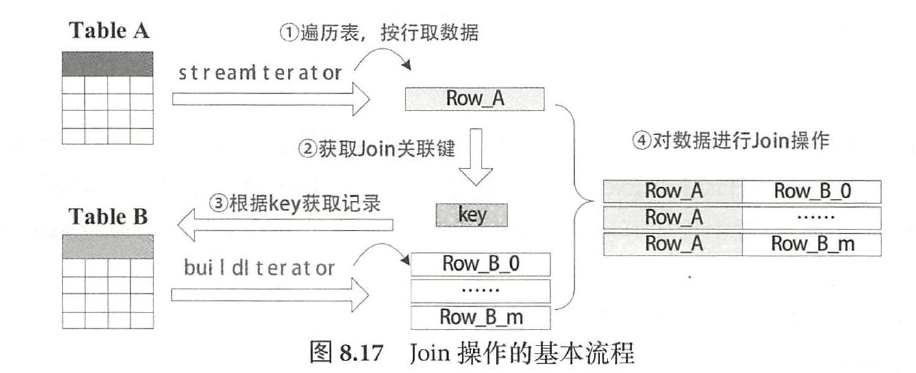 Table A
①遍历表，按行取数据
streamIterator
Row_A
②获取Join关联键
④对数据进行Join操作
Row_A Row_B_0
Row_A ······
Row_A Row_B_m
Table B
③根据key获取记录
key
buildIterator
Row_B_0
······
Row_B_m
图 8.17 Join 操作的基本流程